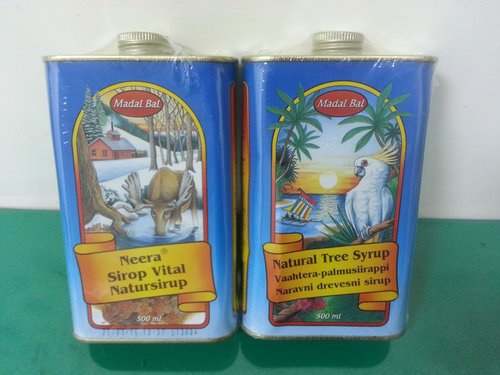 Madal Bal
Neera®
Sirop Vital
Natursirup
500 ml
Madal Bal
Natural Tree Syrup
Vaahtera-palmusiirappi
Naravni drevesni sirup
500 ml